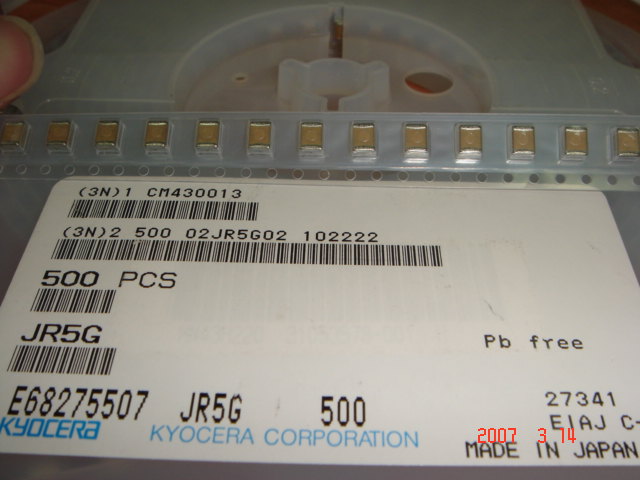 (3N)1 CM430013
(3N)2 500 02JR5G02 102222
500 PCS
JR5G
Pb free
E68275507 JR5G 500
27341
EIAJ C-
KYOCERA
KYOCERA CORPORATION
2007 3 14
MADE IN JAPAN